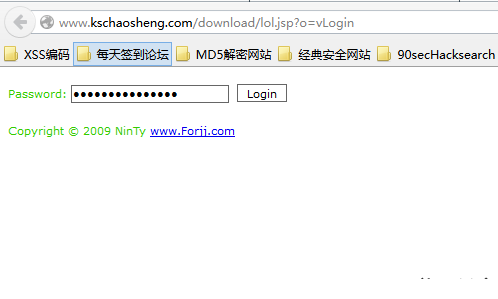 www.kschaosheng.com/download/lol.jsp?o=vLogin
XSS编码 每天签到论坛 MD5解密网站 经典安全网站 90secHacksearch
Password: Login
Copyright © 2009 NinTy www.Forjj.com